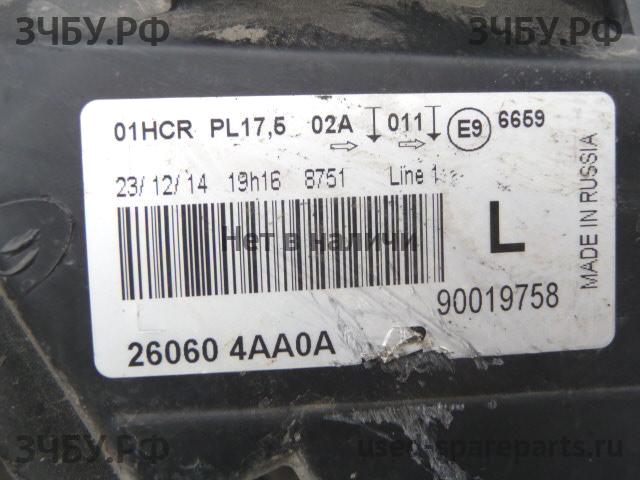 ЗЧБУ.РФ ЗЧБУ.РФ
01HCR PL17,5 02A 011 E9 6659
23/12/14 19h16 8751 Line 1
Нет в наличи
L
MADE IN RUSSIA
90019758
26060 4AA0A
ЗЧБУ.РФ used-spareparts.ru